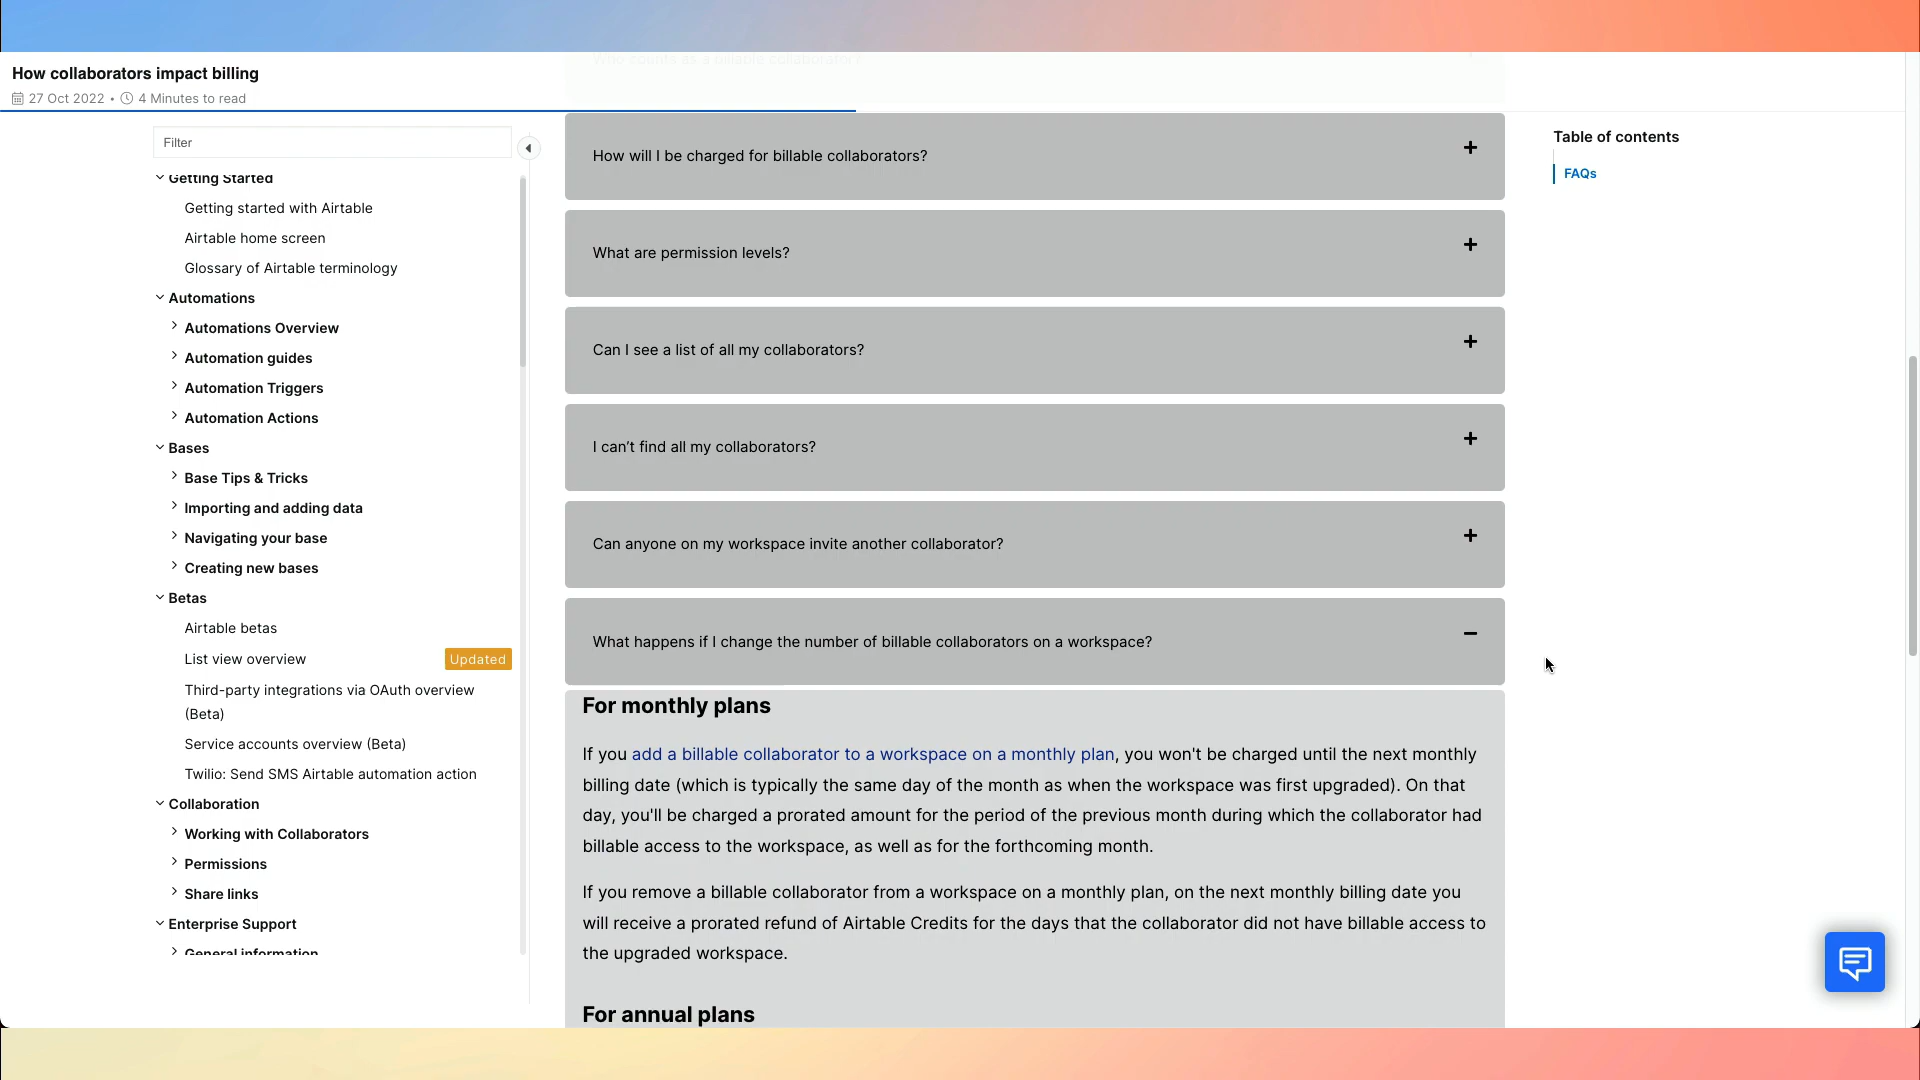 Who counts as a billable collaborator?
How collaborators impact billing
27 Oct 2022 • 4 Minutes to read
Filter
Getting Started
Getting started with Airtable
Airtable home screen
Glossary of Airtable terminology
Automations
Automations Overview
Automation guides
Automation Triggers
Automation Actions
Bases
Base Tips & Tricks
Importing and adding data
Navigating your base
Creating new bases
Betas
Airtable betas
List view overview
Updated
Third-party integrations via OAuth overview
(Beta)
Service accounts overview (Beta)
Twilio: Send SMS Airtable automation action
Collaboration
Working with Collaborators
Permissions
Share links
Enterprise Support
General information
How will I be charged for billable collaborators?
What are permission levels?
Can I see a list of all my collaborators?
I can’t find all my collaborators?
Can anyone on my workspace invite another collaborator?
What happens if I change the number of billable collaborators on a workspace?
For monthly plans
If you add a billable collaborator to a workspace on a monthly plan, you won't be charged until the next monthly
billing date (which is typically the same day of the month as when the workspace was first upgraded). On that
day, you'll be charged a prorated amount for the period of the previous month during which the collaborator had
billable access to the workspace, as well as for the forthcoming month.
If you remove a billable collaborator from a workspace on a monthly plan, on the next monthly billing date you
will receive a prorated refund of Airtable Credits for the days that the collaborator did not have billable access to
the upgraded workspace.
For annual plans
Table of contents
FAQs